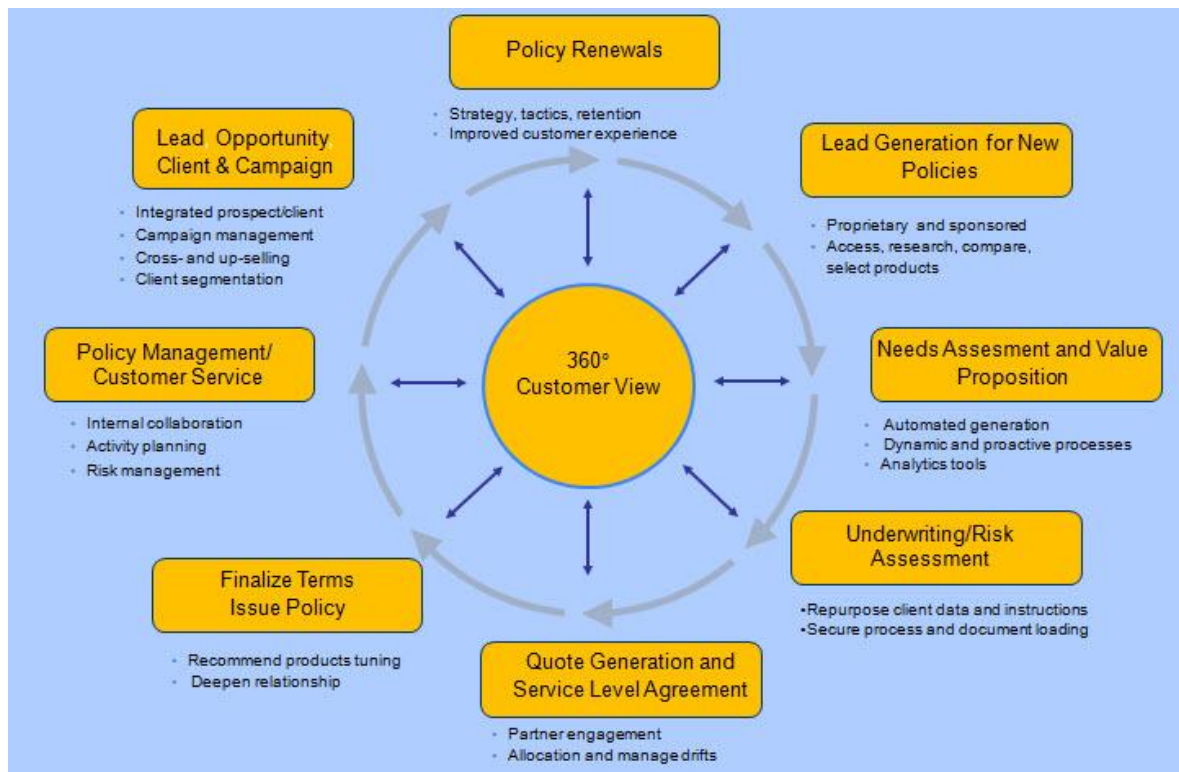 Policy Renewals
• Strategy, tactics, retention
• Improved customer experience
Lead Generation for New
Policies
• Proprietary and sponsored
• Access, research, compare,
select products
Needs Assesment and Value
Proposition
• Automated generation
• Dynamic and proactive processes
• Analytics tools
Underwriting/Risk
Assessment
•Repurpose client data and instructions
•Secure process and document loading
Quote Generation and
Service Level Agreement
• Partner engagement
• Allocation and manage drifts
Finalize Terms
Issue Policy
• Recommend products tuning
• Deepen relationship
Policy Management/
Customer Service
• Internal collaboration
• Activity planning
• Risk management
Lead, Opportunity,
Client & Campaign
• Integrated prospect/client
• Campaign management
• Cross- and up-selling
• Client segmentation
360°
Customer View